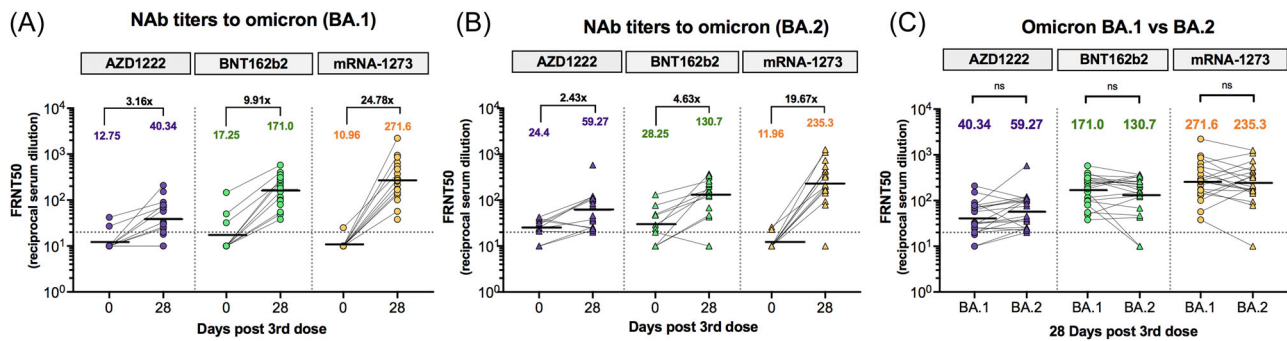 (A)
NAb titers to omicron (BA.1)
AZD1222
BNT162b2
mRNA-1273
3.16x
9.91x
24.78x
12.75
40.34
17.25
171.0
10.96
271.6
FRNT50
(reciprocal serum dilution)
10⁴
10³
10²
10¹
10⁰
0
28
0
28
0
28
Days post 3rd dose
(B)
NAb titers to omicron (BA.2)
AZD1222
BNT162b2
mRNA-1273
2.43x
4.63x
19.67x
24.4
59.27
28.25
130.7
11.96
235.3
FRNT50
(reciprocal serum dilution)
10⁴
10³
10²
10¹
10⁰
0
28
0
28
0
28
Days post 3rd dose
(C)
Omicron BA.1 vs BA.2
AZD1222
BNT162b2
mRNA-1273
ns
ns
ns
40.34
59.27
171.0
130.7
271.6
235.3
FRNT50
(reciprocal serum dilution)
10⁴
10³
10²
10¹
10⁰
BA.1
BA.2
BA.1
BA.2
BA.1
BA.2
28 Days post 3rd dose